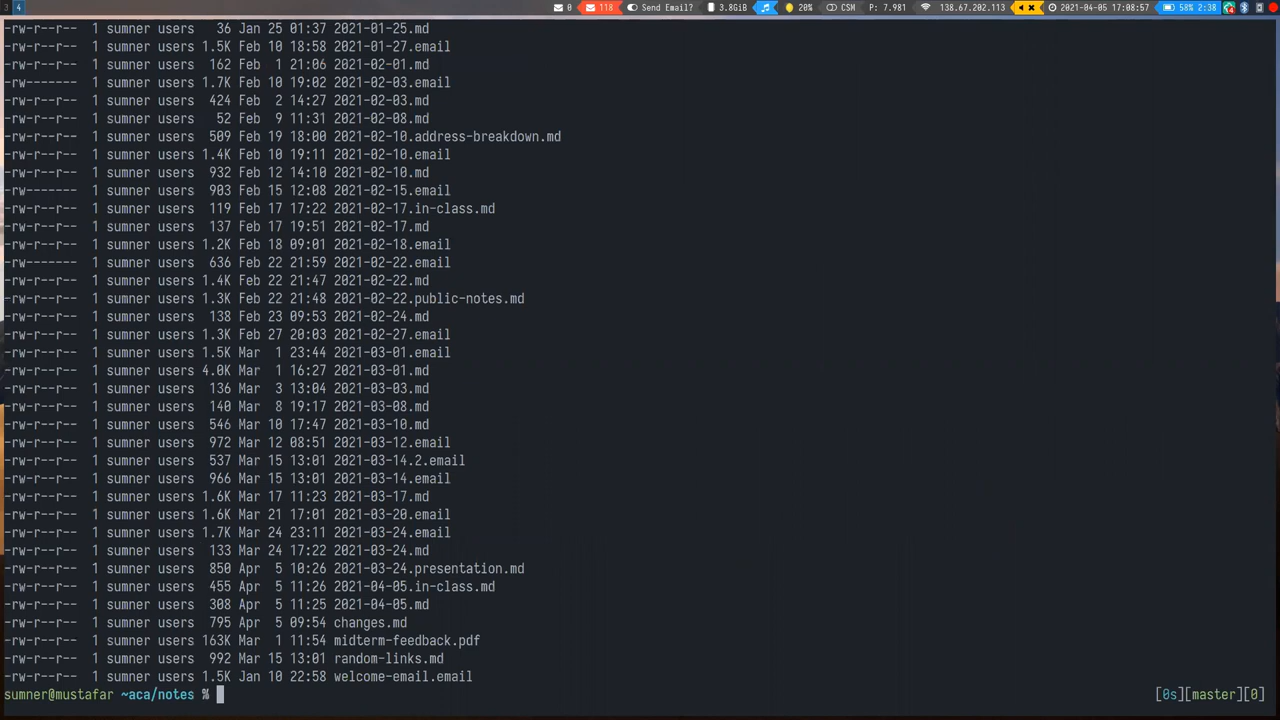 3 4 0 118 Send Email? 3.8GiB 20% CSM P: 7.981 138.67.202.113 2021-04-05 17:08:57 58% 2:38
-rw-r--r-- 1 sumner users 36 Jan 25 01:37 2021-01-25.md
-rw-r--r-- 1 sumner users 1.5K Feb 10 18:58 2021-01-27.email
-rw-r--r-- 1 sumner users 162 Feb 1 21:06 2021-02-01.md
-rw------- 1 sumner users 1.7K Feb 10 19:02 2021-02-03.email
-rw-r--r-- 1 sumner users 424 Feb 2 14:27 2021-02-03.md
-rw-r--r-- 1 sumner users 52 Feb 9 11:31 2021-02-08.md
-rw-r--r-- 1 sumner users 509 Feb 19 18:00 2021-02-10.address-breakdown.md
-rw-r--r-- 1 sumner users 1.4K Feb 10 19:11 2021-02-10.email
-rw-r--r-- 1 sumner users 932 Feb 12 14:10 2021-02-10.md
-rw------- 1 sumner users 903 Feb 15 12:08 2021-02-15.email
-rw-r--r-- 1 sumner users 119 Feb 17 17:22 2021-02-17.in-class.md
-rw-r--r-- 1 sumner users 137 Feb 17 19:51 2021-02-17.md
-rw-r--r-- 1 sumner users 1.2K Feb 18 09:01 2021-02-18.email
-rw------- 1 sumner users 636 Feb 22 21:59 2021-02-22.email
-rw-r--r-- 1 sumner users 1.4K Feb 22 21:47 2021-02-22.md
-rw-r--r-- 1 sumner users 1.3K Feb 22 21:48 2021-02-22.public-notes.md
-rw-r--r-- 1 sumner users 138 Feb 23 09:53 2021-02-24.md
-rw-r--r-- 1 sumner users 1.3K Feb 27 20:03 2021-02-27.email
-rw-r--r-- 1 sumner users 1.5K Mar 1 23:44 2021-03-01.email
-rw-r--r-- 1 sumner users 4.0K Mar 1 16:27 2021-03-01.md
-rw-r--r-- 1 sumner users 136 Mar 3 13:04 2021-03-03.md
-rw-r--r-- 1 sumner users 140 Mar 8 19:17 2021-03-08.md
-rw-r--r-- 1 sumner users 546 Mar 10 17:47 2021-03-10.md
-rw-r--r-- 1 sumner users 972 Mar 12 08:51 2021-03-12.email
-rw-r--r-- 1 sumner users 537 Mar 15 13:01 2021-03-14.2.email
-rw-r--r-- 1 sumner users 966 Mar 15 13:01 2021-03-14.email
-rw-r--r-- 1 sumner users 1.6K Mar 17 11:23 2021-03-17.md
-rw-r--r-- 1 sumner users 1.6K Mar 21 17:01 2021-03-20.email
-rw-r--r-- 1 sumner users 1.7K Mar 24 23:11 2021-03-24.email
-rw-r--r-- 1 sumner users 133 Mar 24 17:22 2021-03-24.md
-rw-r--r-- 1 sumner users 850 Apr 5 10:26 2021-03-24.presentation.md
-rw-r--r-- 1 sumner users 455 Apr 5 11:26 2021-04-05.in-class.md
-rw-r--r-- 1 sumner users 308 Apr 5 11:25 2021-04-05.md
-rw-r--r-- 1 sumner users 795 Apr 5 09:54 changes.md
-rw-r--r-- 1 sumner users 163K Mar 1 11:54 midterm-feedback.pdf
-rw-r--r-- 1 sumner users 992 Mar 15 13:01 random-links.md
-rw-r--r-- 1 sumner users 1.5K Jan 10 22:58 welcome-email.email
sumner@mustafar ~aca/notes % [0s][master][0]